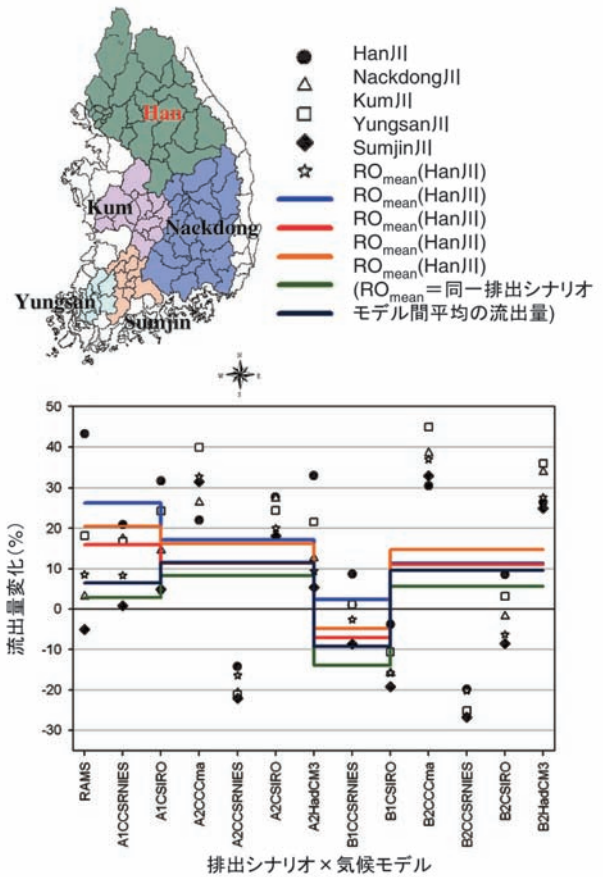 Han
Kum
Nackdong
Yungsan
Sumjin
N
W
E
S
Han川
Nackdong川
Kum川
Yungsan川
Sumjin川
ROmean(Han川)
ROmean(Han川)
ROmean(Han川)
ROmean(Han川)
(ROmean＝同一排出シナリオ
モデル間平均の流出量)
流出量変化(%)
50
40
30
20
10
0
-10
-20
-30
RAMS
A1CCSRNIES
A1CSIRO
A2CCCma
A2CCSRNIES
A2CSIRO
A2HadCM3
B1CCSRNIES
B1CSIRO
B2CCCma
B2CCSRNIES
B2CSIRO
B2HadCM3
排出シナリオ×気候モデル